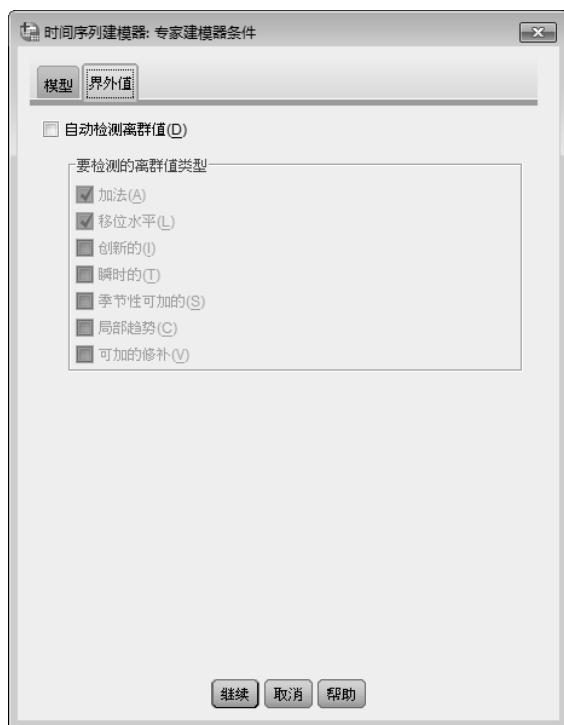 时间序列建模器: 专家建模器条件
模型 界外值
自动检测离群值(D)
要检测的离群值类型
加法(A)
移位水平(L)
创新的(I)
瞬时的(T)
季节性可加的(S)
局部趋势(C)
可加的修补(V)
继续 取消 帮助